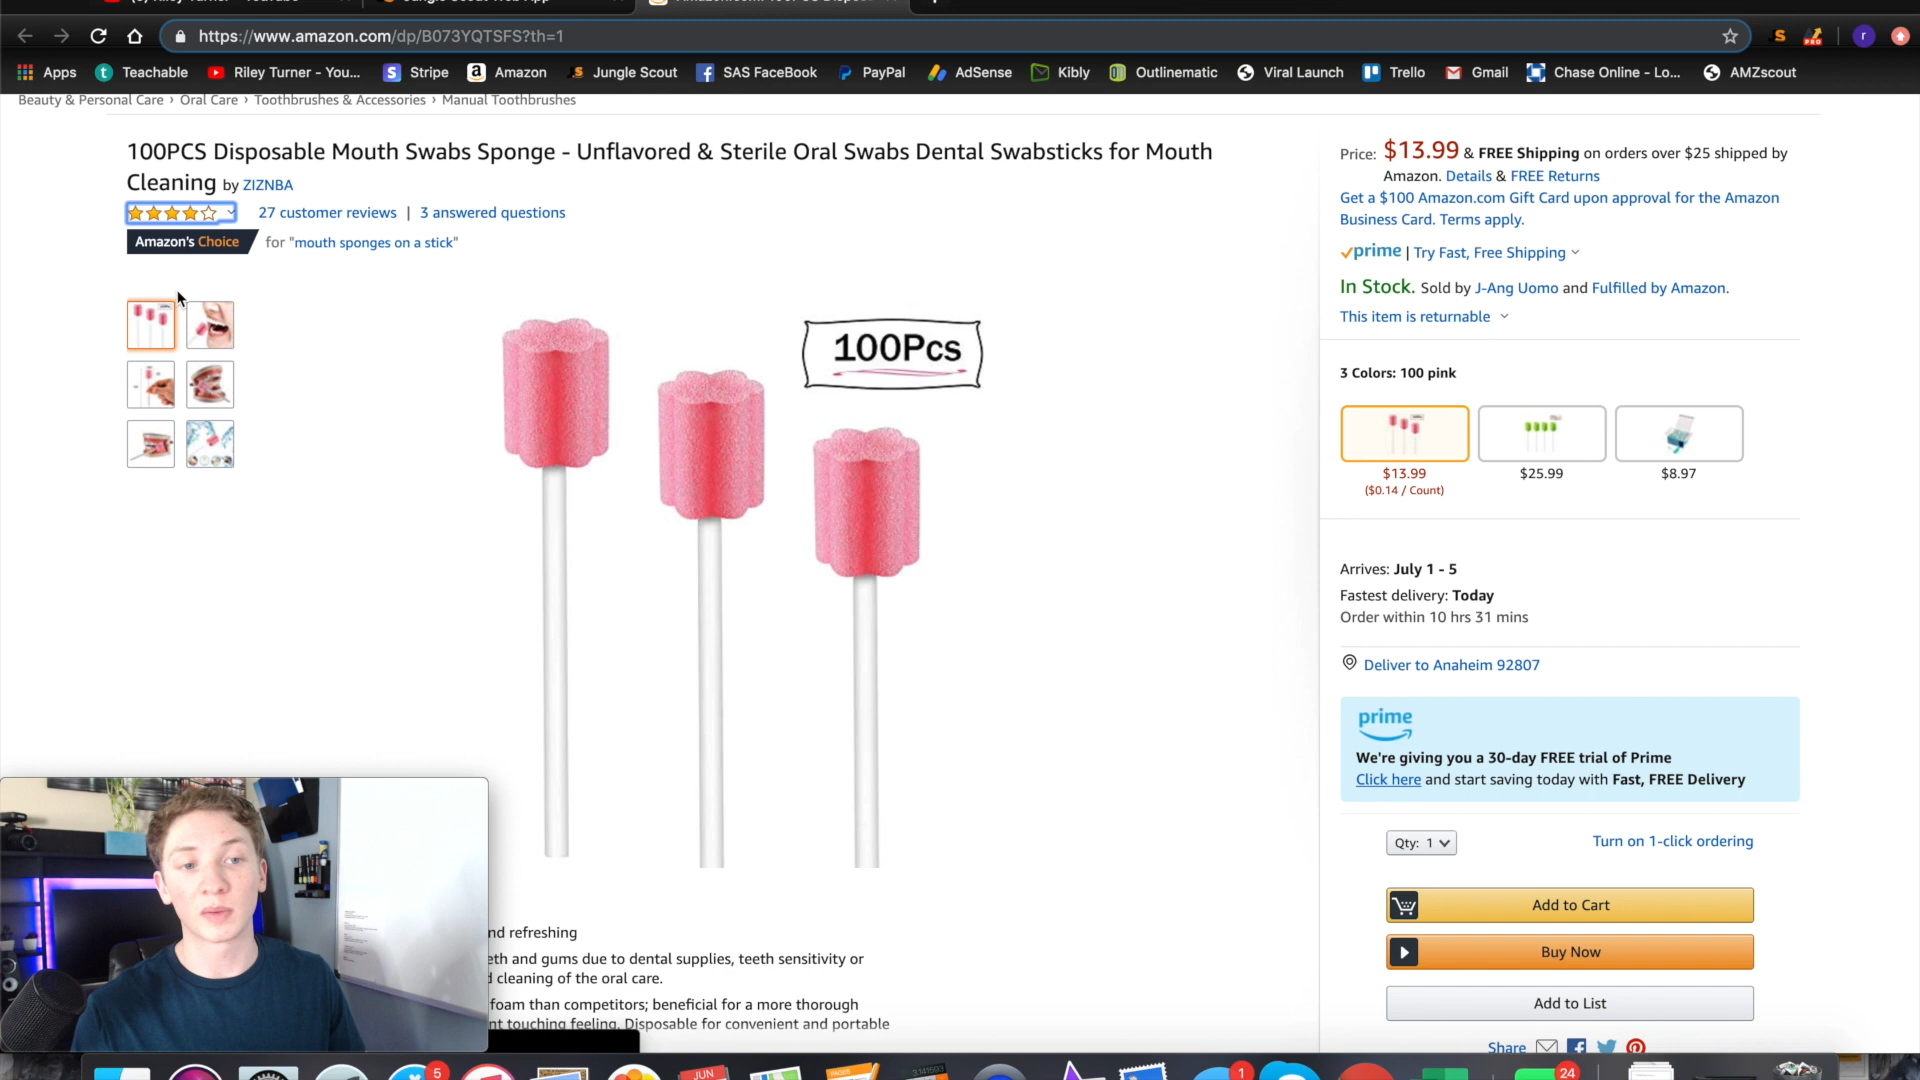 https://www.amazon.com/dp/B073YQTSFS?th=1
Apps Teachable Riley Turner - You... Stripe Amazon Jungle Scout SAS FaceBook PayPal AdSense Kibly Outlinematic Viral Launch Trello Gmail Chase Online - Lo... AMZscout
Beauty & Personal Care › Oral Care › Toothbrushes & Accessories › Manual Toothbrushes
100PCS Disposable Mouth Swabs Sponge - Unflavored & Sterile Oral Swabs Dental Swabsticks for Mouth
Cleaning by ZIZNBA
27 customer reviews | 3 answered questions
Amazon's Choice for "mouth sponges on a stick"
100Pcs
nd refreshing
eth and gums due to dental supplies, teeth sensitivity or
d cleaning of the oral care.
foam than competitors; beneficial for a more thorough
nt touching feeling. Disposable for convenient and portable
Price: $13.99 & FREE Shipping on orders over $25 shipped by
Amazon. Details & FREE Returns
Get a $100 Amazon.com Gift Card upon approval for the Amazon
Business Card. Terms apply.
prime | Try Fast, Free Shipping
In Stock. Sold by J-Ang Uomo and Fulfilled by Amazon.
This item is returnable
3 Colors: 100 pink
$13.99 $25.99 $8.97
($0.14 / Count)
Arrives: July 1 - 5
Fastest delivery: Today
Order within 10 hrs 31 mins
Deliver to Anaheim 92807
prime
We're giving you a 30-day FREE trial of Prime
Click here and start saving today with Fast, FREE Delivery
Qty: 1 Turn on 1-click ordering
Add to Cart
Buy Now
Add to List
Share
5 JUN PAGES 1 24